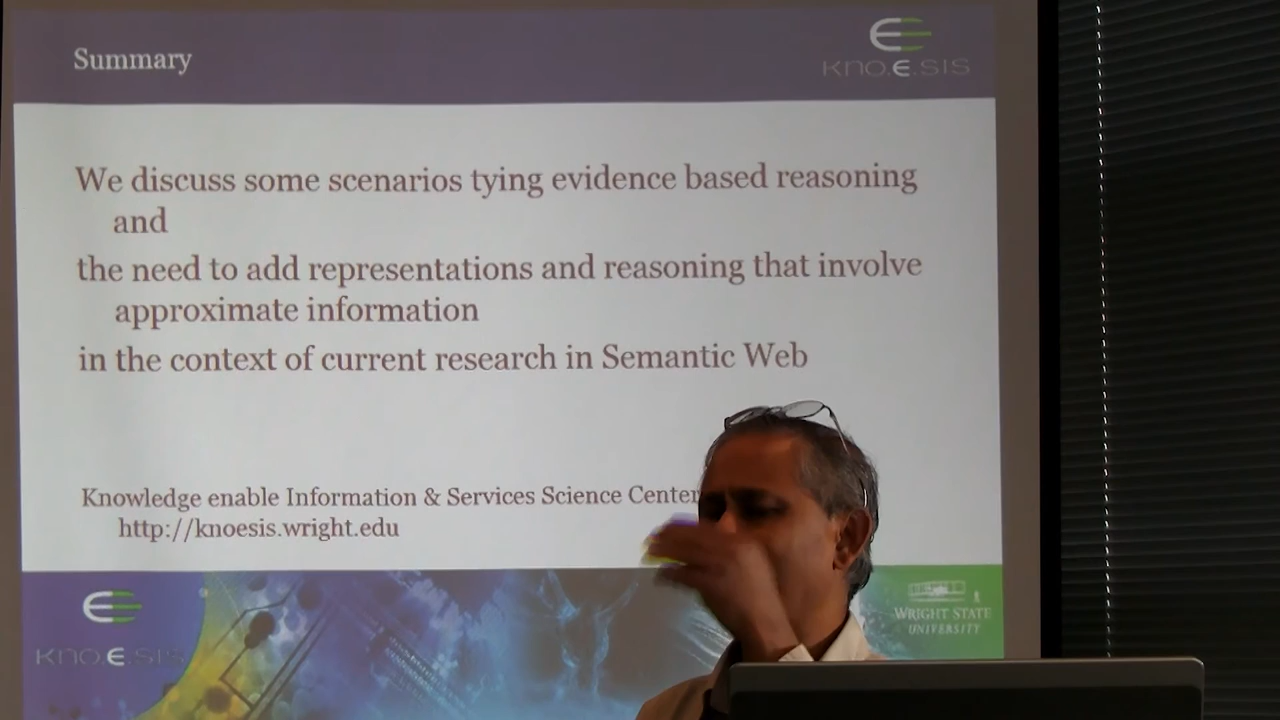 Summary
KNO.E.SIS
We discuss some scenarios tying evidence based reasoning
and
the need to add representations and reasoning that involve
approximate information
in the context of current research in Semantic Web
Knowledge enable Information & Services Science Center
http://knoesis.wright.edu
KNO.E.SIS
WRIGHT STATE
UNIVERSITY